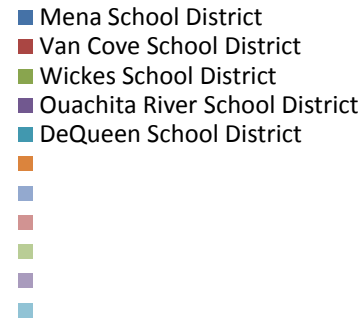 Mena School District
Van Cove School District
Wickes School District
Ouachita River School District
DeQueen School District